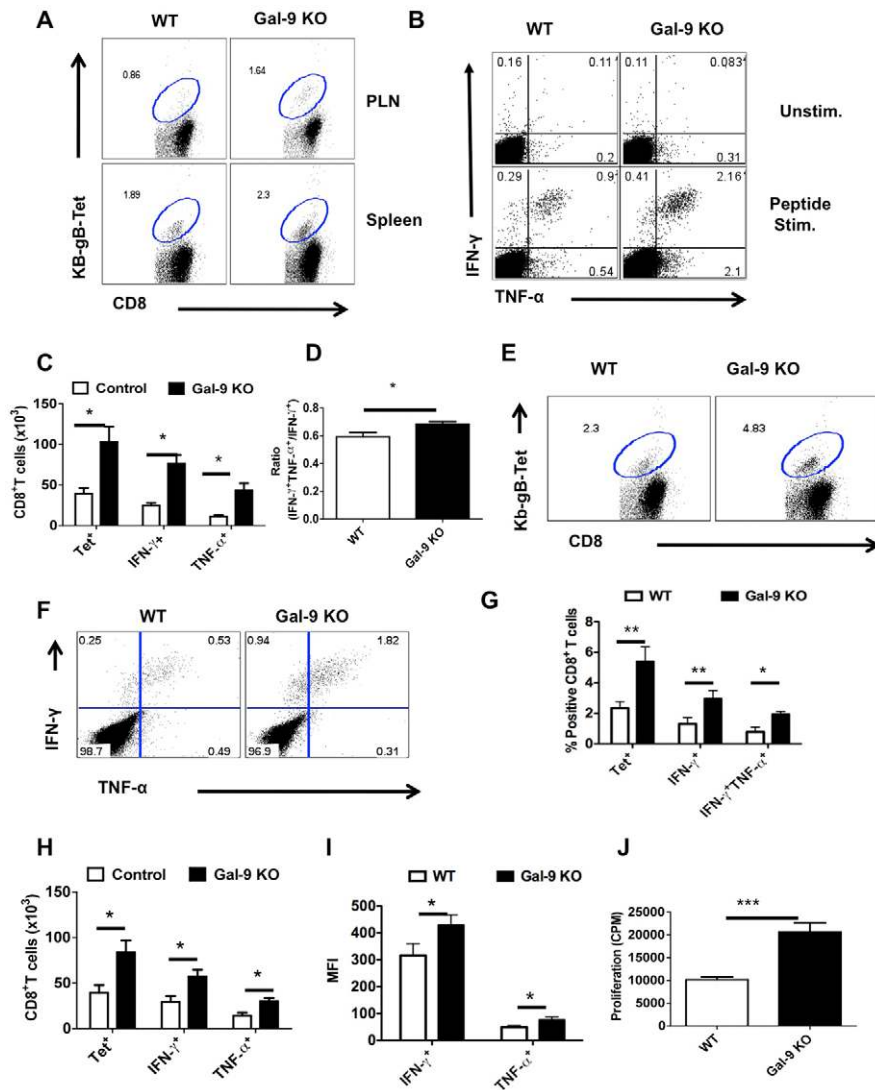 A
WT
Gal-9 KO
0.86
1.64
PLN
1.89
2.3
Spleen
KB-gB-Tet
CD8
B
WT
Gal-9 KO
0.16
0.11
0.11
0.083
0.2
0.31
Unstim.
0.29
0.9
0.41
2.16
0.54
2.1
Peptide
Stim.
IFN-γ
TNF-α
C
Control
Gal-9 KO
CD8⁺T cells (x10³)
150
100
50
0
*
*
*
Tet⁺
IFN-γ+
TNF-α⁺
D
Ratio
(IFN-γ⁺TNF-α⁺/IFN-γ⁺)
1.0
0.8
0.6
0.4
0.2
0.0
*
WT
Gal-9 KO
E
WT
Gal-9 KO
2.3
4.83
Kb-gB-Tet
CD8
F
WT
Gal-9 KO
0.25
0.53
0.94
1.82
98.7
0.49
96.9
0.31
IFN-γ
TNF-α
G
WT
Gal-9 KO
% Positive CD8⁺ T cells
8
6
4
2
0
**
**
*
Tet⁺
IFN-γ⁺
IFN-γ⁺TNF-α⁺
H
Control
Gal-9 KO
CD8⁺T cells (x10³)
150
100
50
0
*
*
*
Tet⁺
IFN-γ⁺
TNF-α⁺
I
WT
Gal-9 KO
MFI
500
400
300
200
100
0
*
*
IFN-γ⁺
TNF-α⁺
J
Proliferation (CPM)
25000
20000
15000
10000
5000
0
***
WT
Gal-9 KO